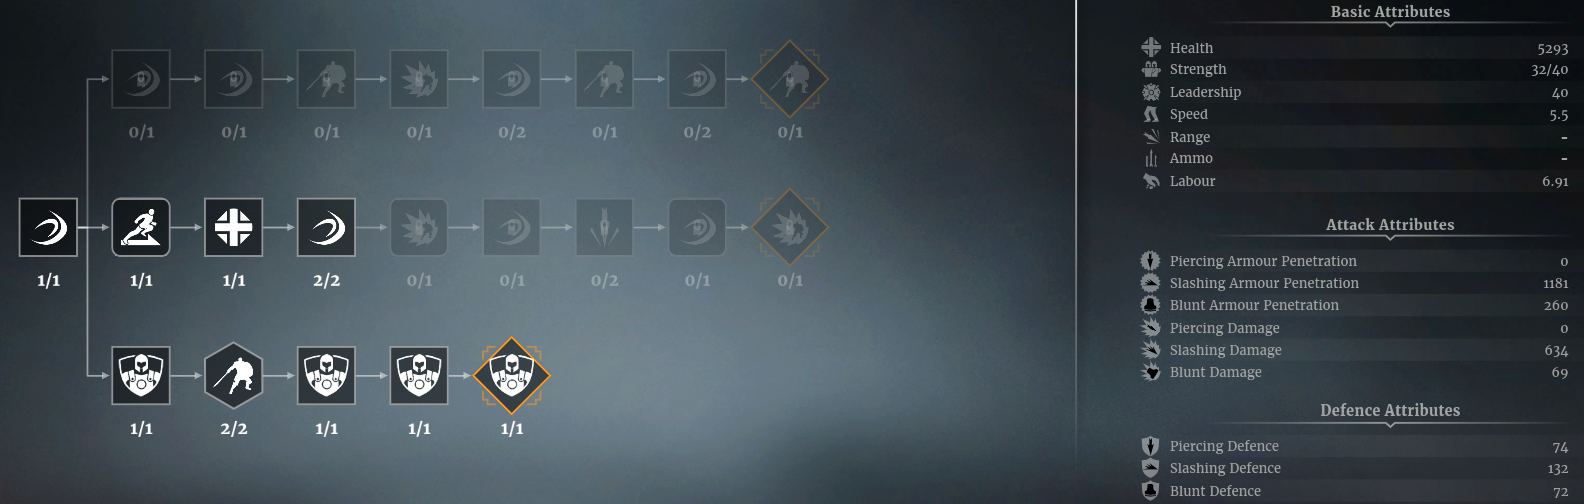 0/1 0/1 0/1 0/1 0/2 0/1 0/2 0/1
1/1 1/1 1/1 2/2 0/1 0/1 0/2 0/1 0/1
1/1 2/2 1/1 1/1 1/1
Basic Attributes
Health 5293
Strength 32/40
Leadership 40
Speed 5.5
Range –
Ammo –
Labour 6.91
Attack Attributes
Piercing Armour Penetration 0
Slashing Armour Penetration 1181
Blunt Armour Penetration 260
Piercing Damage 0
Slashing Damage 634
Blunt Damage 69
Defence Attributes
Piercing Defence 74
Slashing Defence 132
Blunt Defence 72